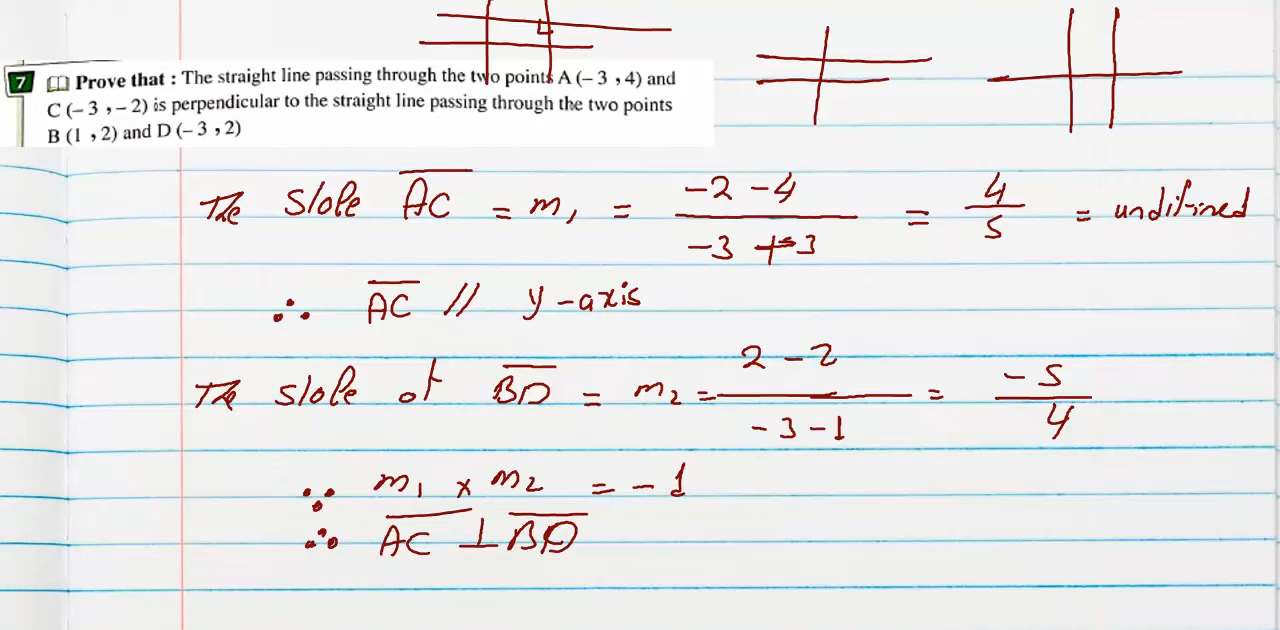 7 Prove that : The straight line passing through the two points A (– 3 , 4) and
C (– 3 , – 2) is perpendicular to the straight line passing through the two points
B (1 , 2) and D (– 3 , 2)
The slope AC = m₁ = (-2 -4)/(-3 +3) = 4/5 = undifined
∴ AC // y-axis
The slope of BD = m₂ = (2 - 2)/(-3 -1) = -5/4
∵ m₁ × m₂ = -1
∴ AC ⊥ BD